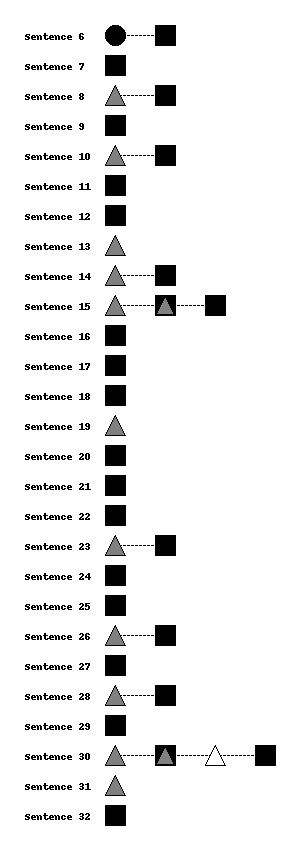 Sentence 6
Sentence 7
Sentence 8
Sentence 9
Sentence 10
Sentence 11
Sentence 12
Sentence 13
Sentence 14
Sentence 15
Sentence 16
Sentence 17
Sentence 18
Sentence 19
Sentence 20
Sentence 21
Sentence 22
Sentence 23
Sentence 24
Sentence 25
Sentence 26
Sentence 27
Sentence 28
Sentence 29
Sentence 30
Sentence 31
Sentence 32